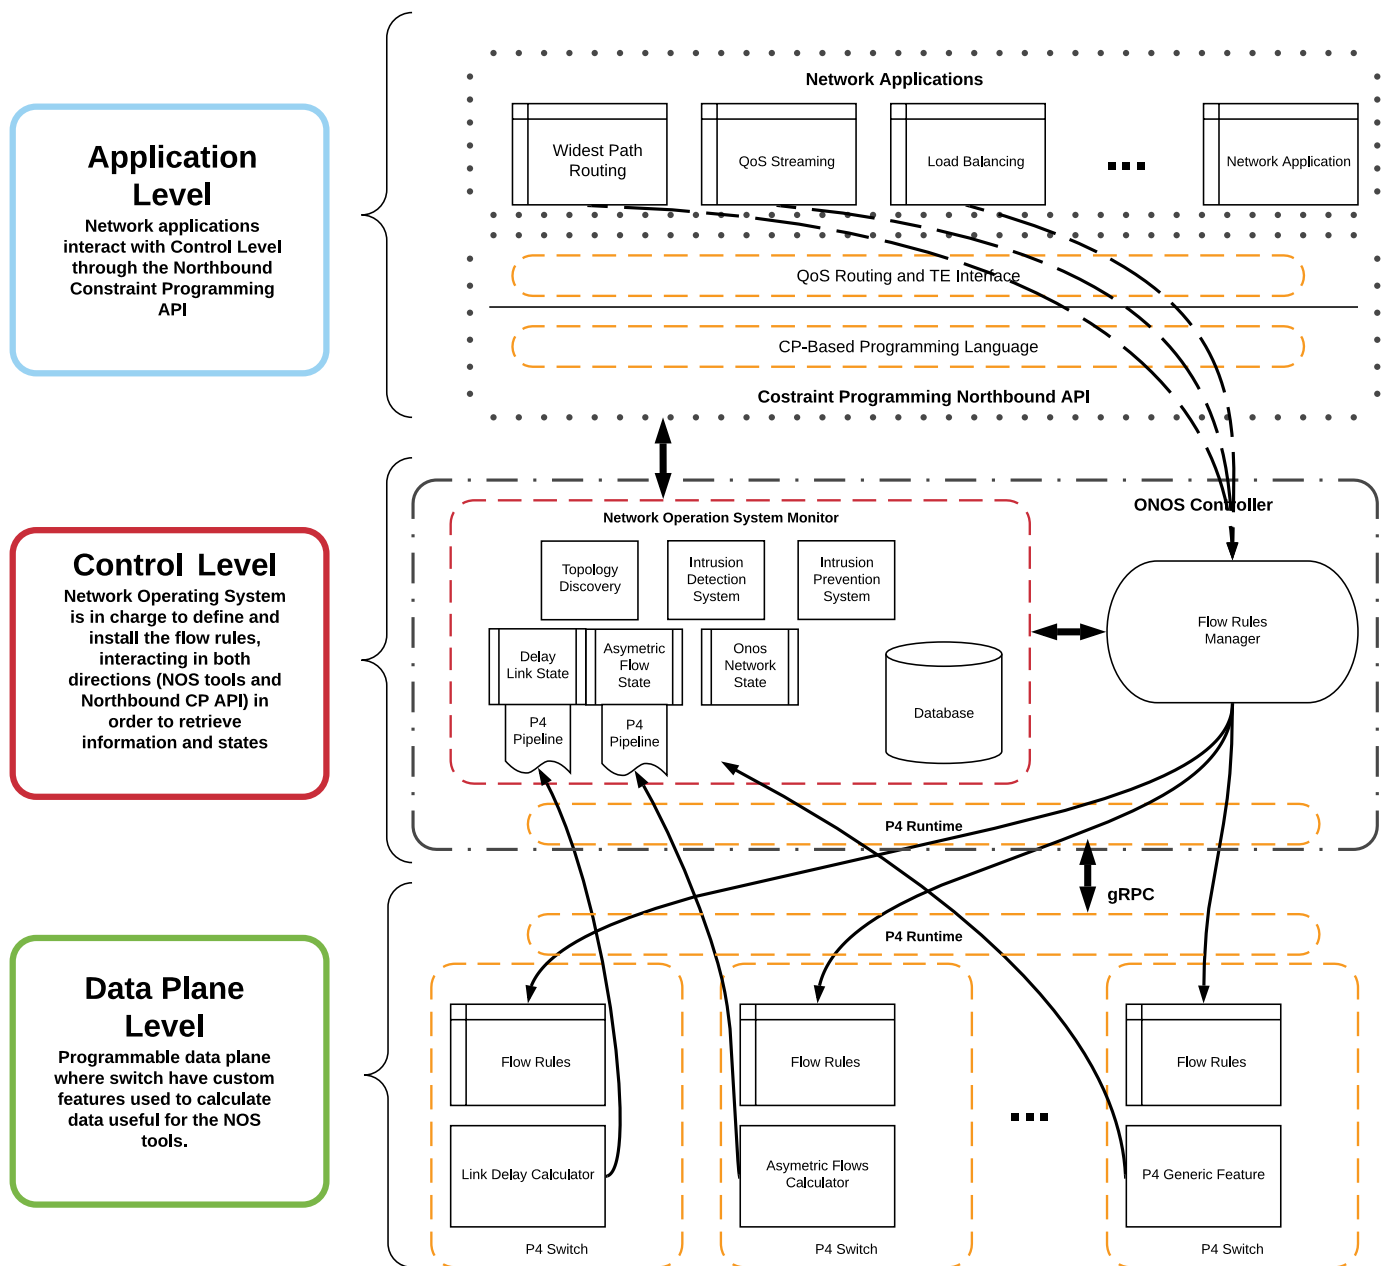 Application
Level
Network applications
interact with Control Level
through the Northbound
Constraint Programming
API
Network Applications
Widest Path
Routing
QoS Streaming
Load Balancing
Network Application
QoS Routing and TE Interface
CP-Based Programming Language
Costraint Programming Northbound API
Control Level
Network Operating System
is in charge to define and
install the flow rules,
interacting in both
directions (NOS tools and
Northbound CP API) in
order to retrieve
information and states
ONOS Controller
Network Operation System Monitor
Topology
Discovery
Intrusion
Detection
System
Intrusion
Prevention
System
Delay
Link State
Asymetric
Flow
State
Onos
Network
State
P4
Pipeline
P4
Pipeline
Database
Flow Rules
Manager
P4 Runtime
gRPC
P4 Runtime
Data Plane
Level
Programmable data plane
where switch have custom
features used to calculate
data useful for the NOS
tools.
Flow Rules
Link Delay Calculator
P4 Switch
Flow Rules
Asymetric Flows
Calculator
P4 Switch
Flow Rules
P4 Generic Feature
P4 Switch